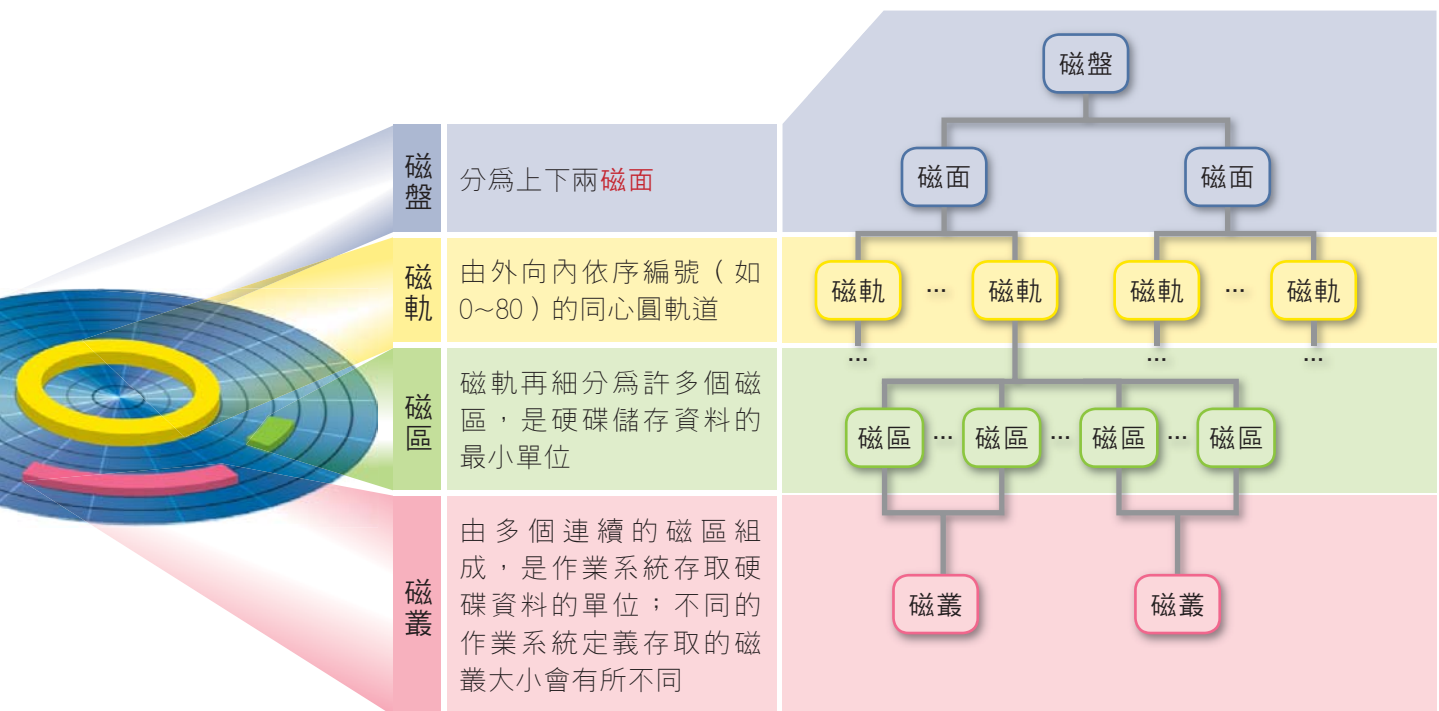 磁盤
分爲上下兩磁面
磁軌
由外向內依序編號（如
0~80）的同心圓軌道
磁區
磁軌再細分爲許多個磁
區，是硬碟儲存資料的
最小單位
磁叢
由多個連續的磁區組
成，是作業系統存取硬
碟資料的單位；不同的
作業系統定義存取的磁
叢大小會有所不同
磁盤
磁面 磁面
磁軌 … 磁軌 磁軌 … 磁軌
… … …
磁區 … 磁區 … 磁區 … 磁區
磁叢 磁叢